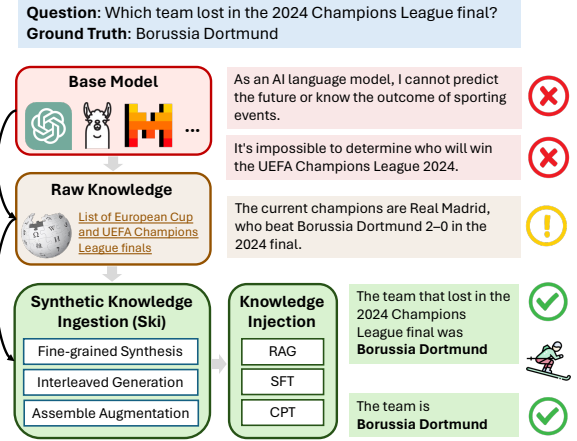 Question: Which team lost in the 2024 Champions League final?
Ground Truth: Borussia Dortmund
Base Model
...
As an AI language model, I cannot predict
the future or know the outcome of sporting
events.
It's impossible to determine who will win
the UEFA Champions League 2024.
Raw Knowledge
List of European Cup
and UEFA Champions
League finals
The current champions are Real Madrid,
who beat Borussia Dortmund 2–0 in the
2024 final.
Synthetic Knowledge
Ingestion (Ski)
Fine-grained Synthesis
Interleaved Generation
Assemble Augmentation
Knowledge
Injection
RAG
SFT
CPT
The team that lost in the
2024 Champions
League final was
Borussia Dortmund
The team is
Borussia Dortmund